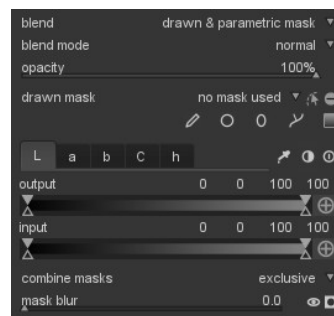 blend drawn & parametric mask
blend mode normal
opacity 100%
drawn mask no mask used
L a b C h
output 0 0 100 100
input 0 0 100 100
combine masks exclusive
mask blur 0.0